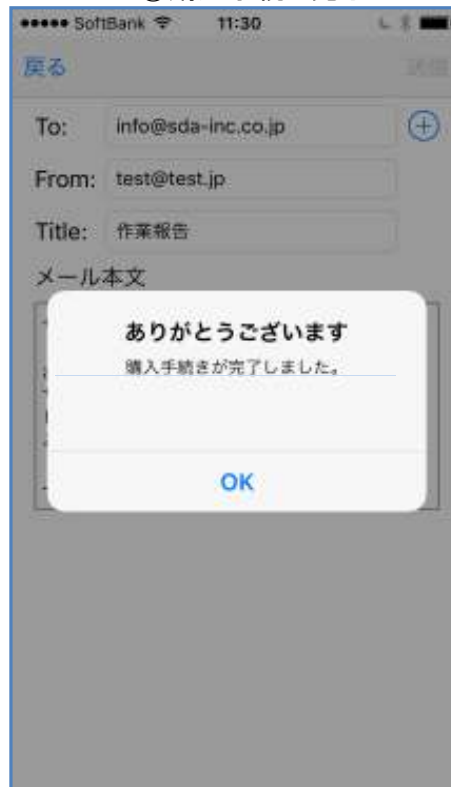 ●●●●● SoftBank 11:30
戻る 送信
To: info@sda-inc.co.jp
From: test@test.jp
Title: 作業報告
メール本文
ありがとうございます
購入手続きが完了しました。
OK